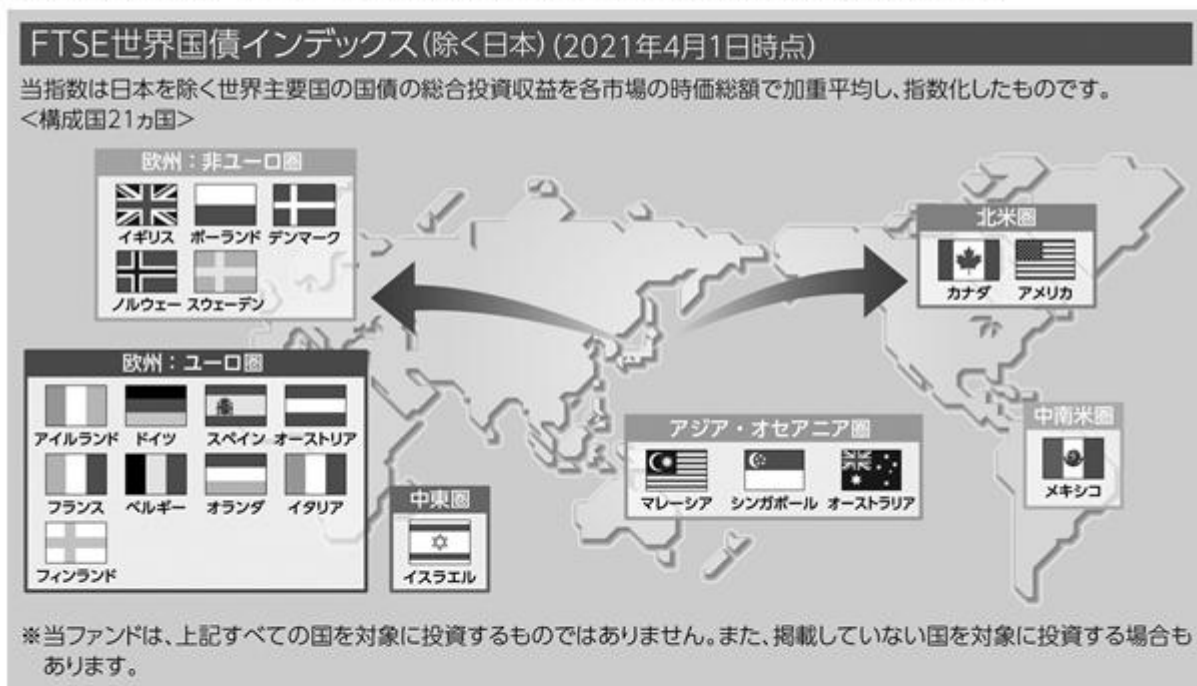 FTSE世界国債インデックス(除く日本) (2021年4月1日時点)
当指数は日本を除く世界主要国の国債の総合投資収益を各市場の時価総額で加重平均し、指数化したものです。
<構成国21ヵ国>
欧州：非ユーロ圏
イギリス ポーランド デンマーク
ノルウェー スウェーデン
北米圏
カナダ アメリカ
欧州：ユーロ圏
アイルランド ドイツ スペイン オーストリア
フランス ベルギー オランダ イタリア
フィンランド
中東圏
イスラエル
アジア・オセアニア圏
マレーシア シンガポール オーストラリア
中南米圏
メキシコ
※当ファンドは、上記すべての国を対象に投資するものではありません。また、掲載していない国を対象に投資する場合も
あります。